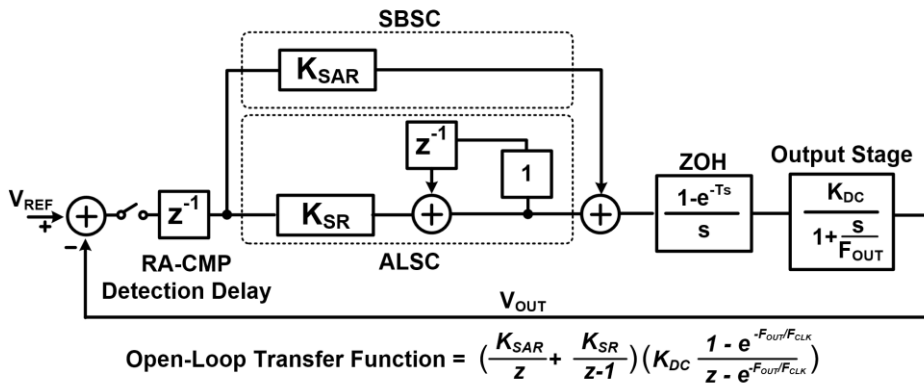 SBSC
K_SAR
z^-1
1
K_SR
ALSC
V_REF
+
−
+
z^-1
RA-CMP
Detection Delay
+
+
ZOH
1-e^-Ts
s
Output Stage
K_DC
1+ s
F_OUT
V_OUT
Open-Loop Transfer Function = (K_SAR/z + K_SR/z-1)(K_DC 1 - e^-F_OUT/F_CLK / z - e^-F_OUT/F_CLK)